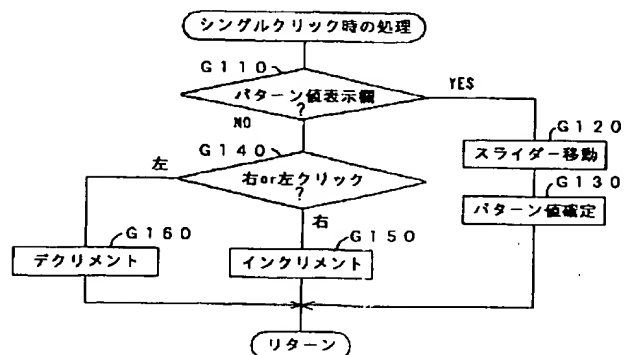 シングルクリック時の処理
G110
パターン値表示欄
?
YES
NO
G120
スライダー移動
G140
左
右or左クリック
?
G130
パターン値確定
右
G160
デクリメント
G150
インクリメント
リターン